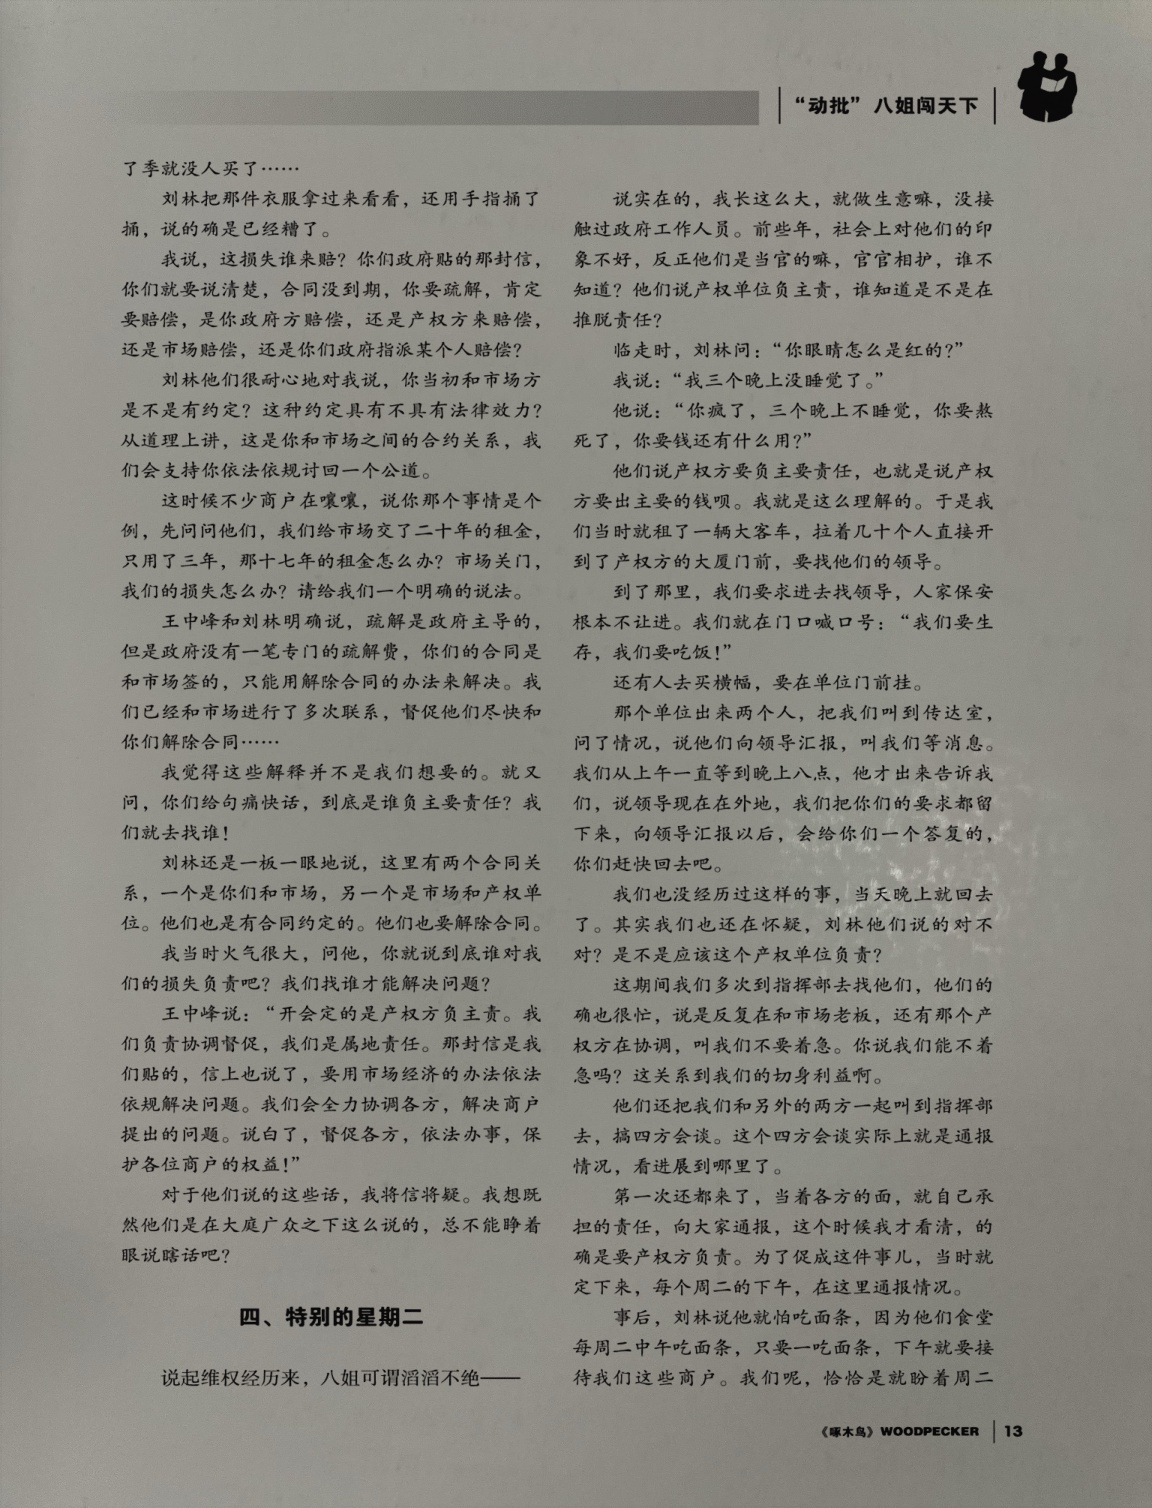 “动批”八姐闯天下
了季就没人买了……
刘林把那件衣服拿过来看看，还用手指捅了
捅，说的确是已经糟了。
我说，这损失谁来赔？你们政府贴的那封信，
你们就要说清楚，合同没到期，你要疏解，肯定
要赔偿，是你政府方赔偿，还是产权方来赔偿，
还是市场赔偿，还是你们政府指派某个人赔偿？
刘林他们很耐心地对我说，你当初和市场方
是不是有约定？这种约定具有不具有法律效力？
从道理上讲，这是你和市场之间的合约关系，我
们会支持你依法依规讨回一个公道。
这时候不少商户在嚷嚷，说你那个事情是个
例，先问问他们，我们给市场交了二十年的租金，
只用了三年，那十七年的租金怎么办？市场关门，
我们的损失怎么办？请给我们一个明确的说法。
王中峰和刘林明确说，疏解是政府主导的，
但是政府没有一笔专门的疏解费，你们的合同是
和市场签的，只能用解除合同的办法来解决。我
们已经和市场进行了多次联系，督促他们尽快和
你们解除合同……
我觉得这些解释并不是我们想要的。就又
问，你们给句痛快话，到底是谁负主要责任？我
们就去找谁！
刘林还是一板一眼地说，这里有两个合同关
系，一个是你们和市场，另一个是市场和产权单
位。他们也是有合同约定的。他们也要解除合同。
我当时火气很大，问他，你就说到底谁对我
们的损失负责吧？我们找谁才能解决问题？
王中峰说：“开会定的是产权方负主责。我
们负责协调督促，我们是属地责任。那封信是我
们贴的，信上也说了，要用市场经济的办法依法
依规解决问题。我们会全力协调各方，解决商户
提出的问题。说白了，督促各方，依法办事，保
护各位商户的权益！”
对于他们说的这些话，我将信将疑。我想既
然他们是在大庭广众之下这么说的，总不能睁着
眼说瞎话吧？
四、特别的星期二
说起维权经历来，八姐可谓滔滔不绝——
说实在的，我长这么大，就做生意嘛，没接
触过政府工作人员。前些年，社会上对他们的印
象不好，反正他们是当官的嘛，官官相护，谁不
知道？他们说产权单位负主责，谁知道是不是在
推脱责任？
临走时，刘林问：“你眼睛怎么是红的？”
我说：“我三个晚上没睡觉了。”
他说：“你疯了，三个晚上不睡觉，你要熬
死了，你要钱还有什么用？”
他们说产权方要负主要责任，也就是说产权
方要出主要的钱呗。我就是这么理解的。于是我
们当时就租了一辆大客车，拉着几十个人直接开
到了产权方的大厦门前，要找他们的领导。
到了那里，我们要求进去找领导，人家保安
根本不让进。我们就在门口喊口号：“我们要生
存，我们要吃饭！”
还有人去买横幅，要在单位门前挂。
那个单位出来两个人，把我们叫到传达室，
问了情况，说他们向领导汇报，叫我们等消息。
我们从上午一直等到晚上八点，他才出来告诉我
们，说领导现在在外地，我们把你们的要求都留
下来，向领导汇报以后，会给你们一个答复的，
你们赶快回去吧。
我们也没经历过这样的事，当天晚上就回去
了。其实我们也还在怀疑，刘林他们说的对不
对？是不是应该这个产权单位负责？
这期间我们多次到指挥部去找他们，他们的
确也很忙，说是反复在和市场老板，还有那个产
权方在协调，叫我们不要着急。你说我们能不着
急吗？这关系到我们的切身利益啊。
他们还把我们和另外的两方一起叫到指挥部
去，搞四方会谈。这个四方会谈实际上就是通报
情况，看进展到哪里了。
第一次还都来了，当着各方的面，就自己承
担的责任，向大家通报，这个时候我才看清，的
确是要产权方负责。为了促成这件事儿，当时就
定下来，每个周二的下午，在这里通报情况。
事后，刘林说他就怕吃面条，因为他们食堂
每周二中午吃面条，只要一吃面条，下午就要接
待我们这些商户。我们呢，恰恰是就盼着周二
《啄木鸟》WOODPECKER 13